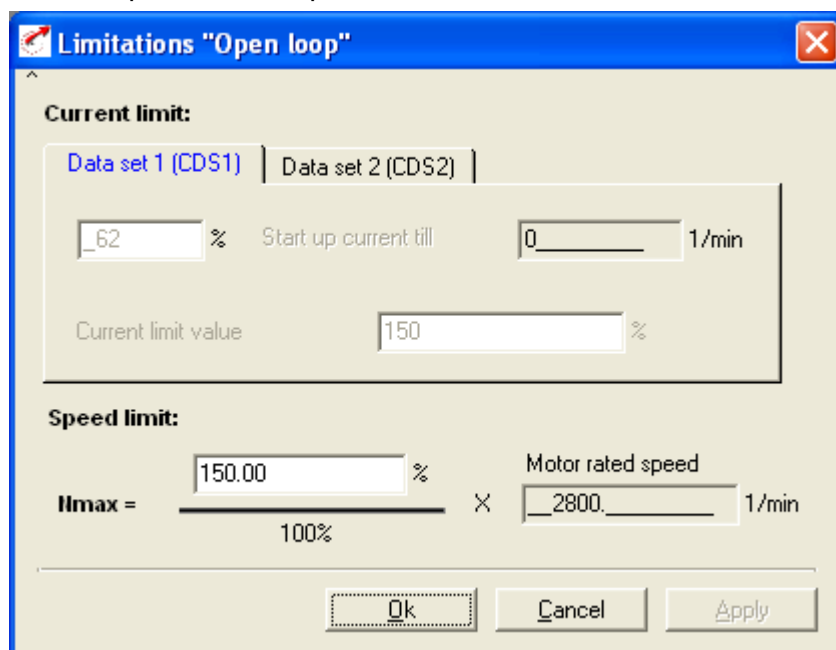 Limitations "Open loop"
Current limit:
Data set 1 (CDS1) Data set 2 (CDS2)
_62 % Start up current till 0________ 1/min
Current limit value 150 %
Speed limit:
150.00 % Motor rated speed
Nmax = X __2800.________ 1/min
100%
Ok Cancel Apply